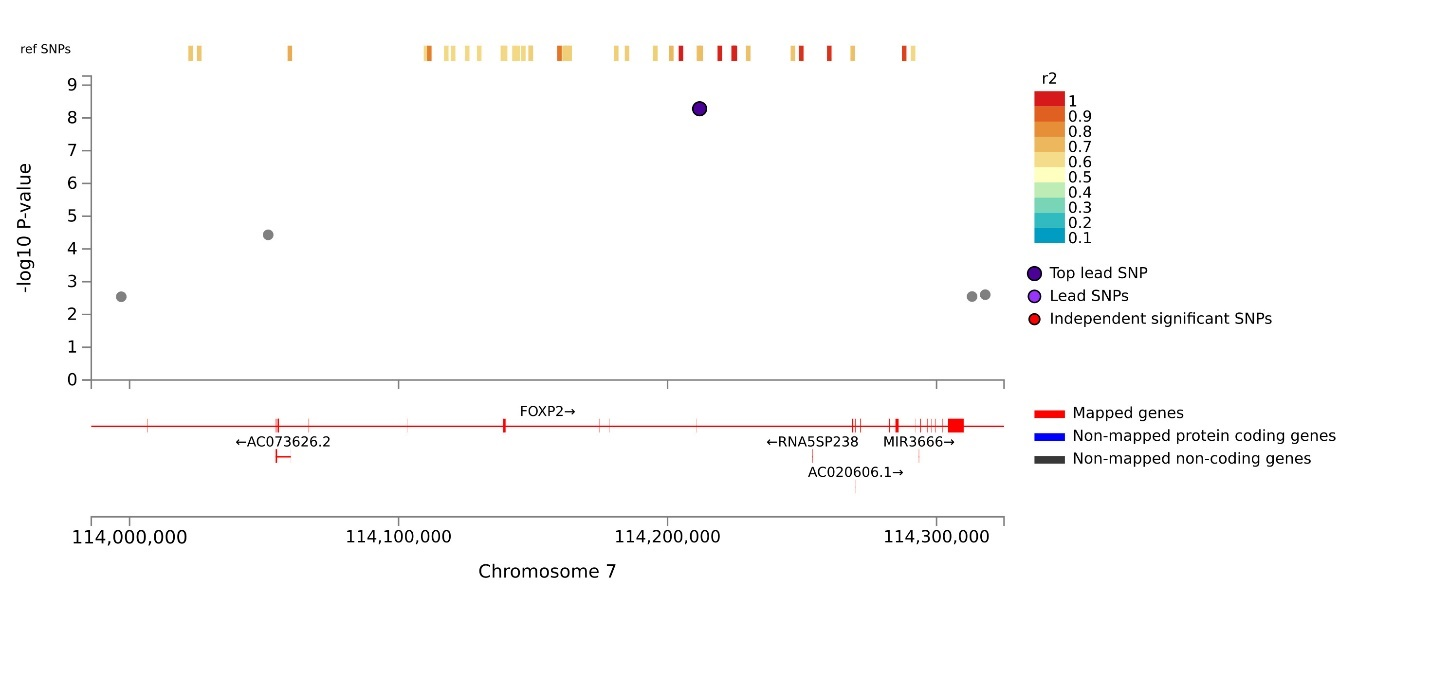 ref SNPs
r2
9
8
7
6
5
4
3
2
1
0
-log10 P-value
1
0.9
0.8
0.7
0.6
0.5
0.4
0.3
0.2
0.1
Top lead SNP
Lead SNPs
Independent significant SNPs
FOXP2→
←AC073626.2
←RNA5SP238
MIR3666→
AC020606.1→
Mapped genes
Non-mapped protein coding genes
Non-mapped non-coding genes
114,000,000
114,100,000
114,200,000
114,300,000
Chromosome 7